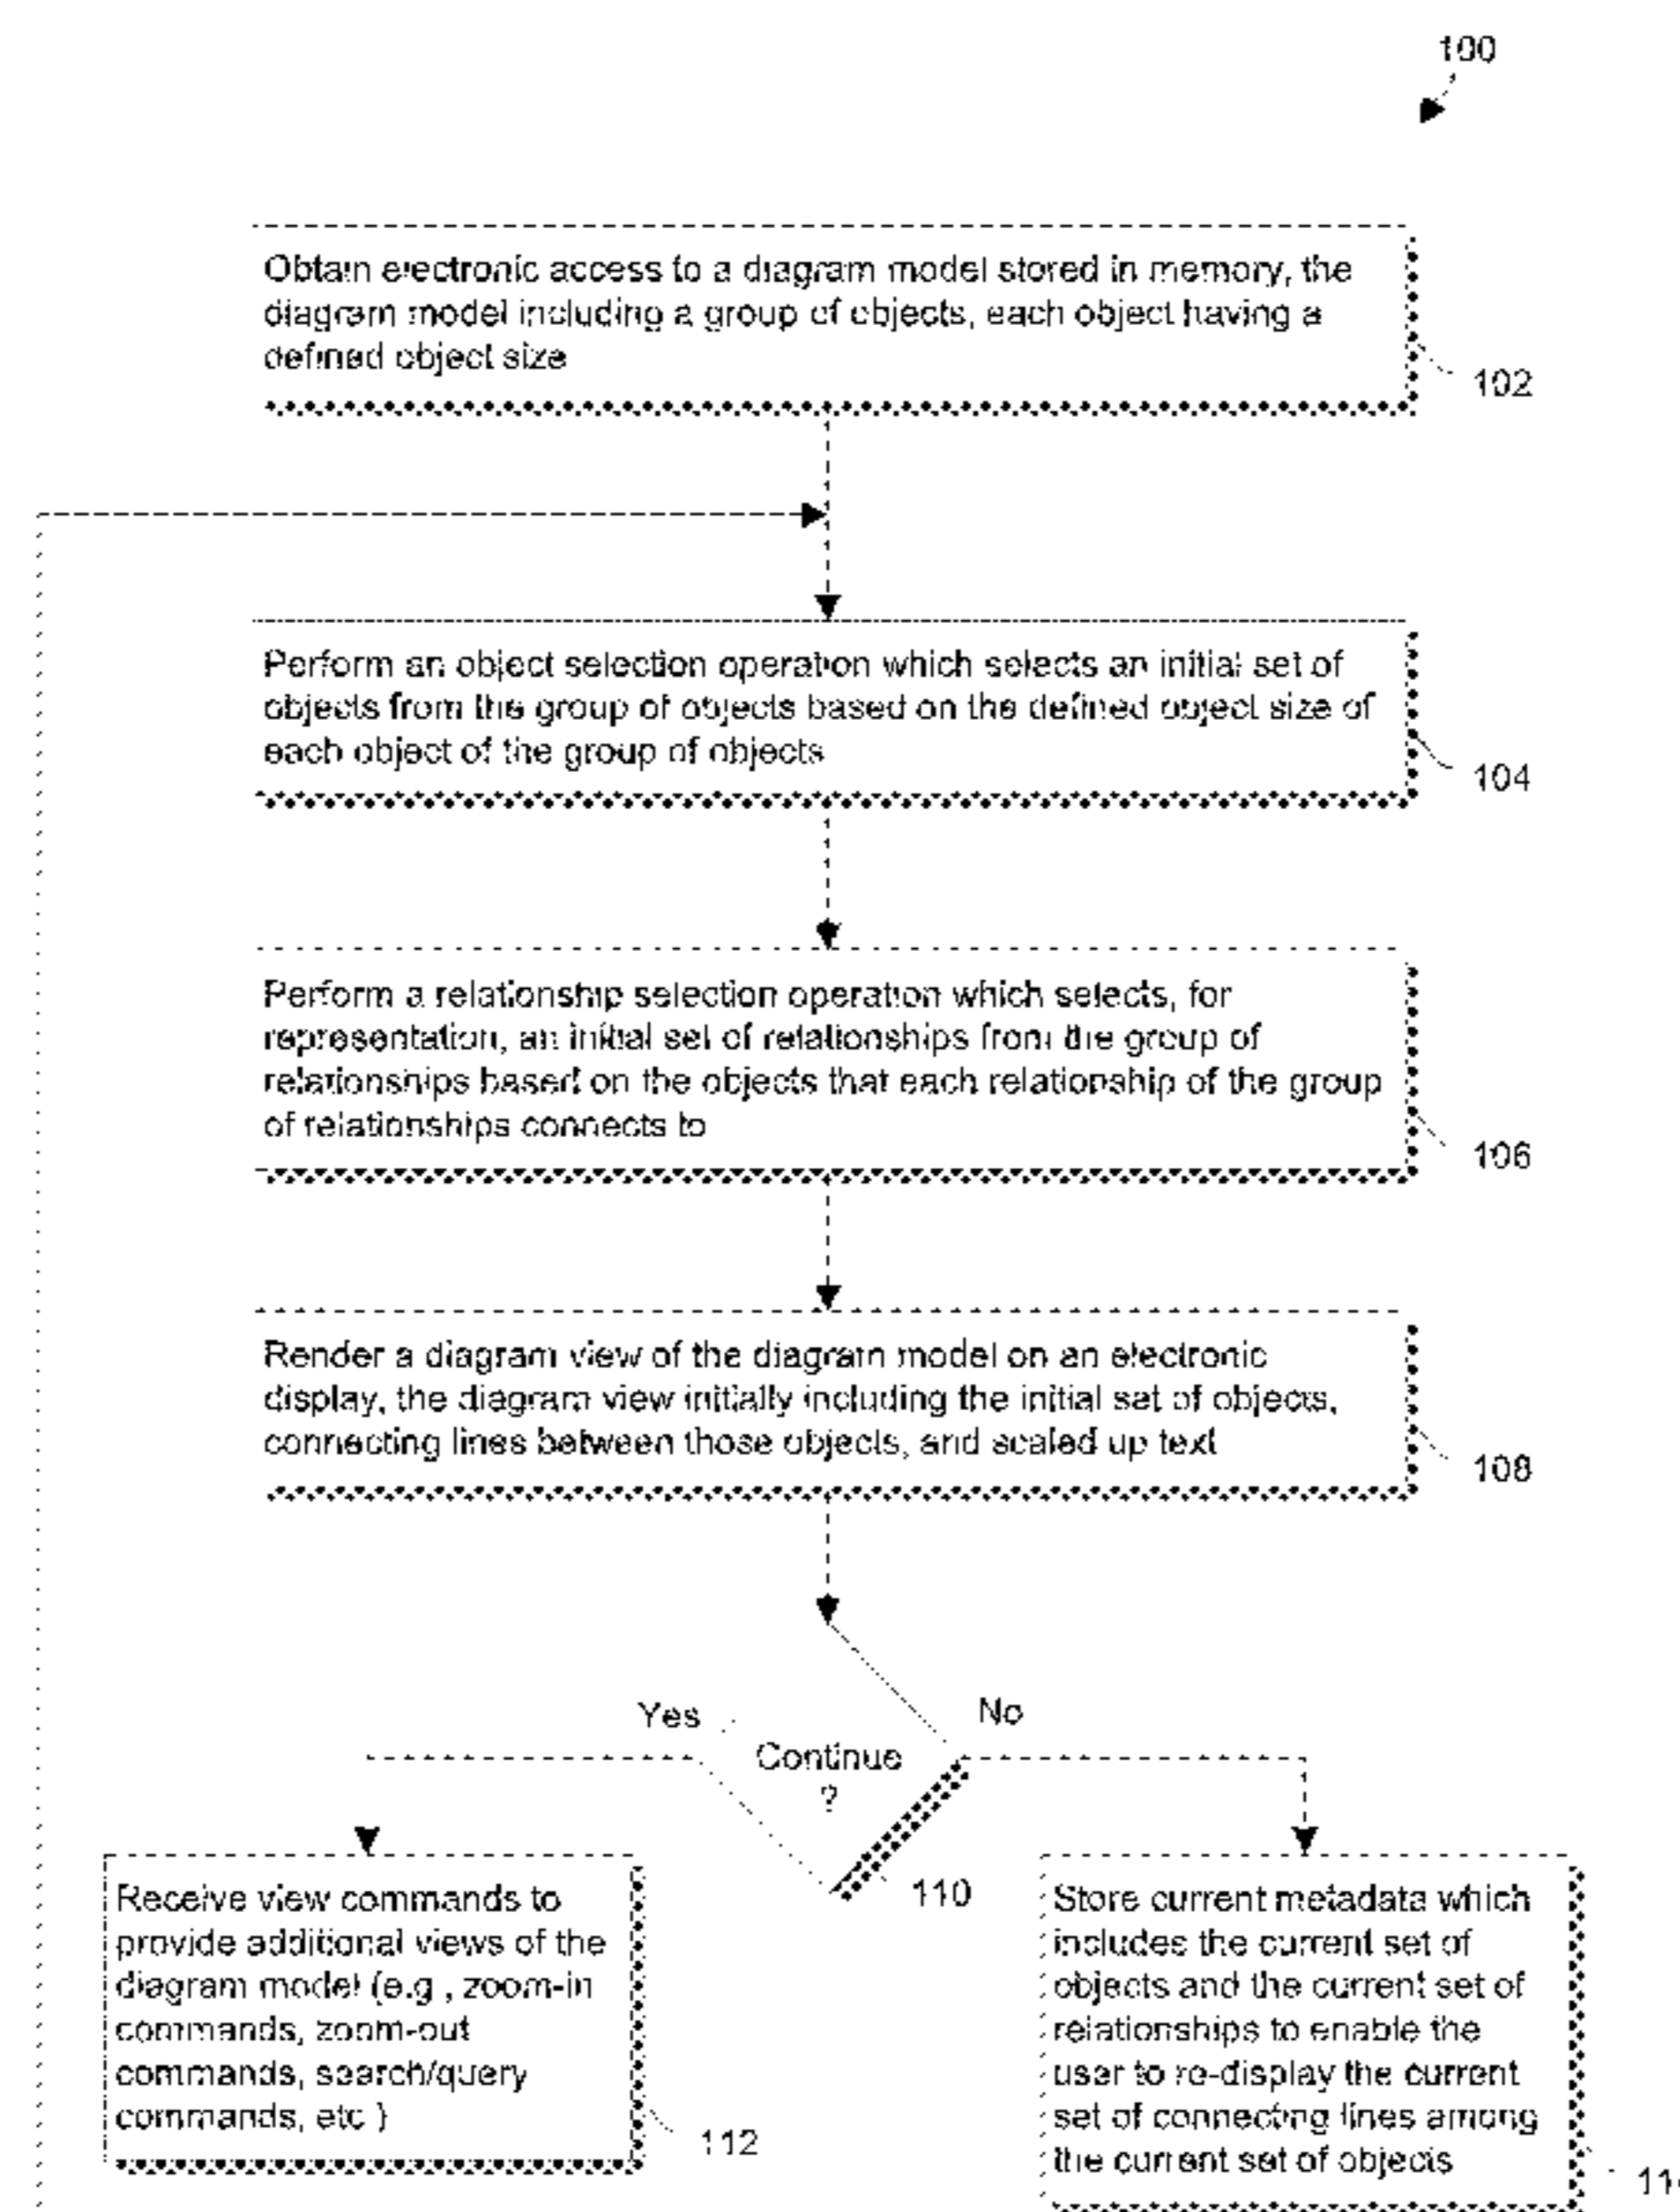 100
Obtain electronic access to a diagram model stored in memory, the
diagram model including a group of objects, each object having a
defined object size
102
Perform an object selection operation which selects an initial set of
objects from the group of objects based on the defined object size of
each object of the group of objects
104
Perform a relationship selection operation which selects, for
representation, an initial set of relationships from the group of
relationships based on the objects that each relationship of the group
of relationships connects to
106
Render a diagram view of the diagram model on an electronic
display, the diagram view initially including the initial set of objects,
connecting lines between those objects, and scaled up text
108
Yes
No
Continue
?
110
Receive view commands to
provide additional views of the
diagram model (e.g., zoom-in
commands, zoom-out
commands, search/query
commands, etc.)
112
Store current metadata which
includes the current set of
objects and the current set of
relationships to enable the
user to re-display the current
set of connecting lines among
the current set of objects